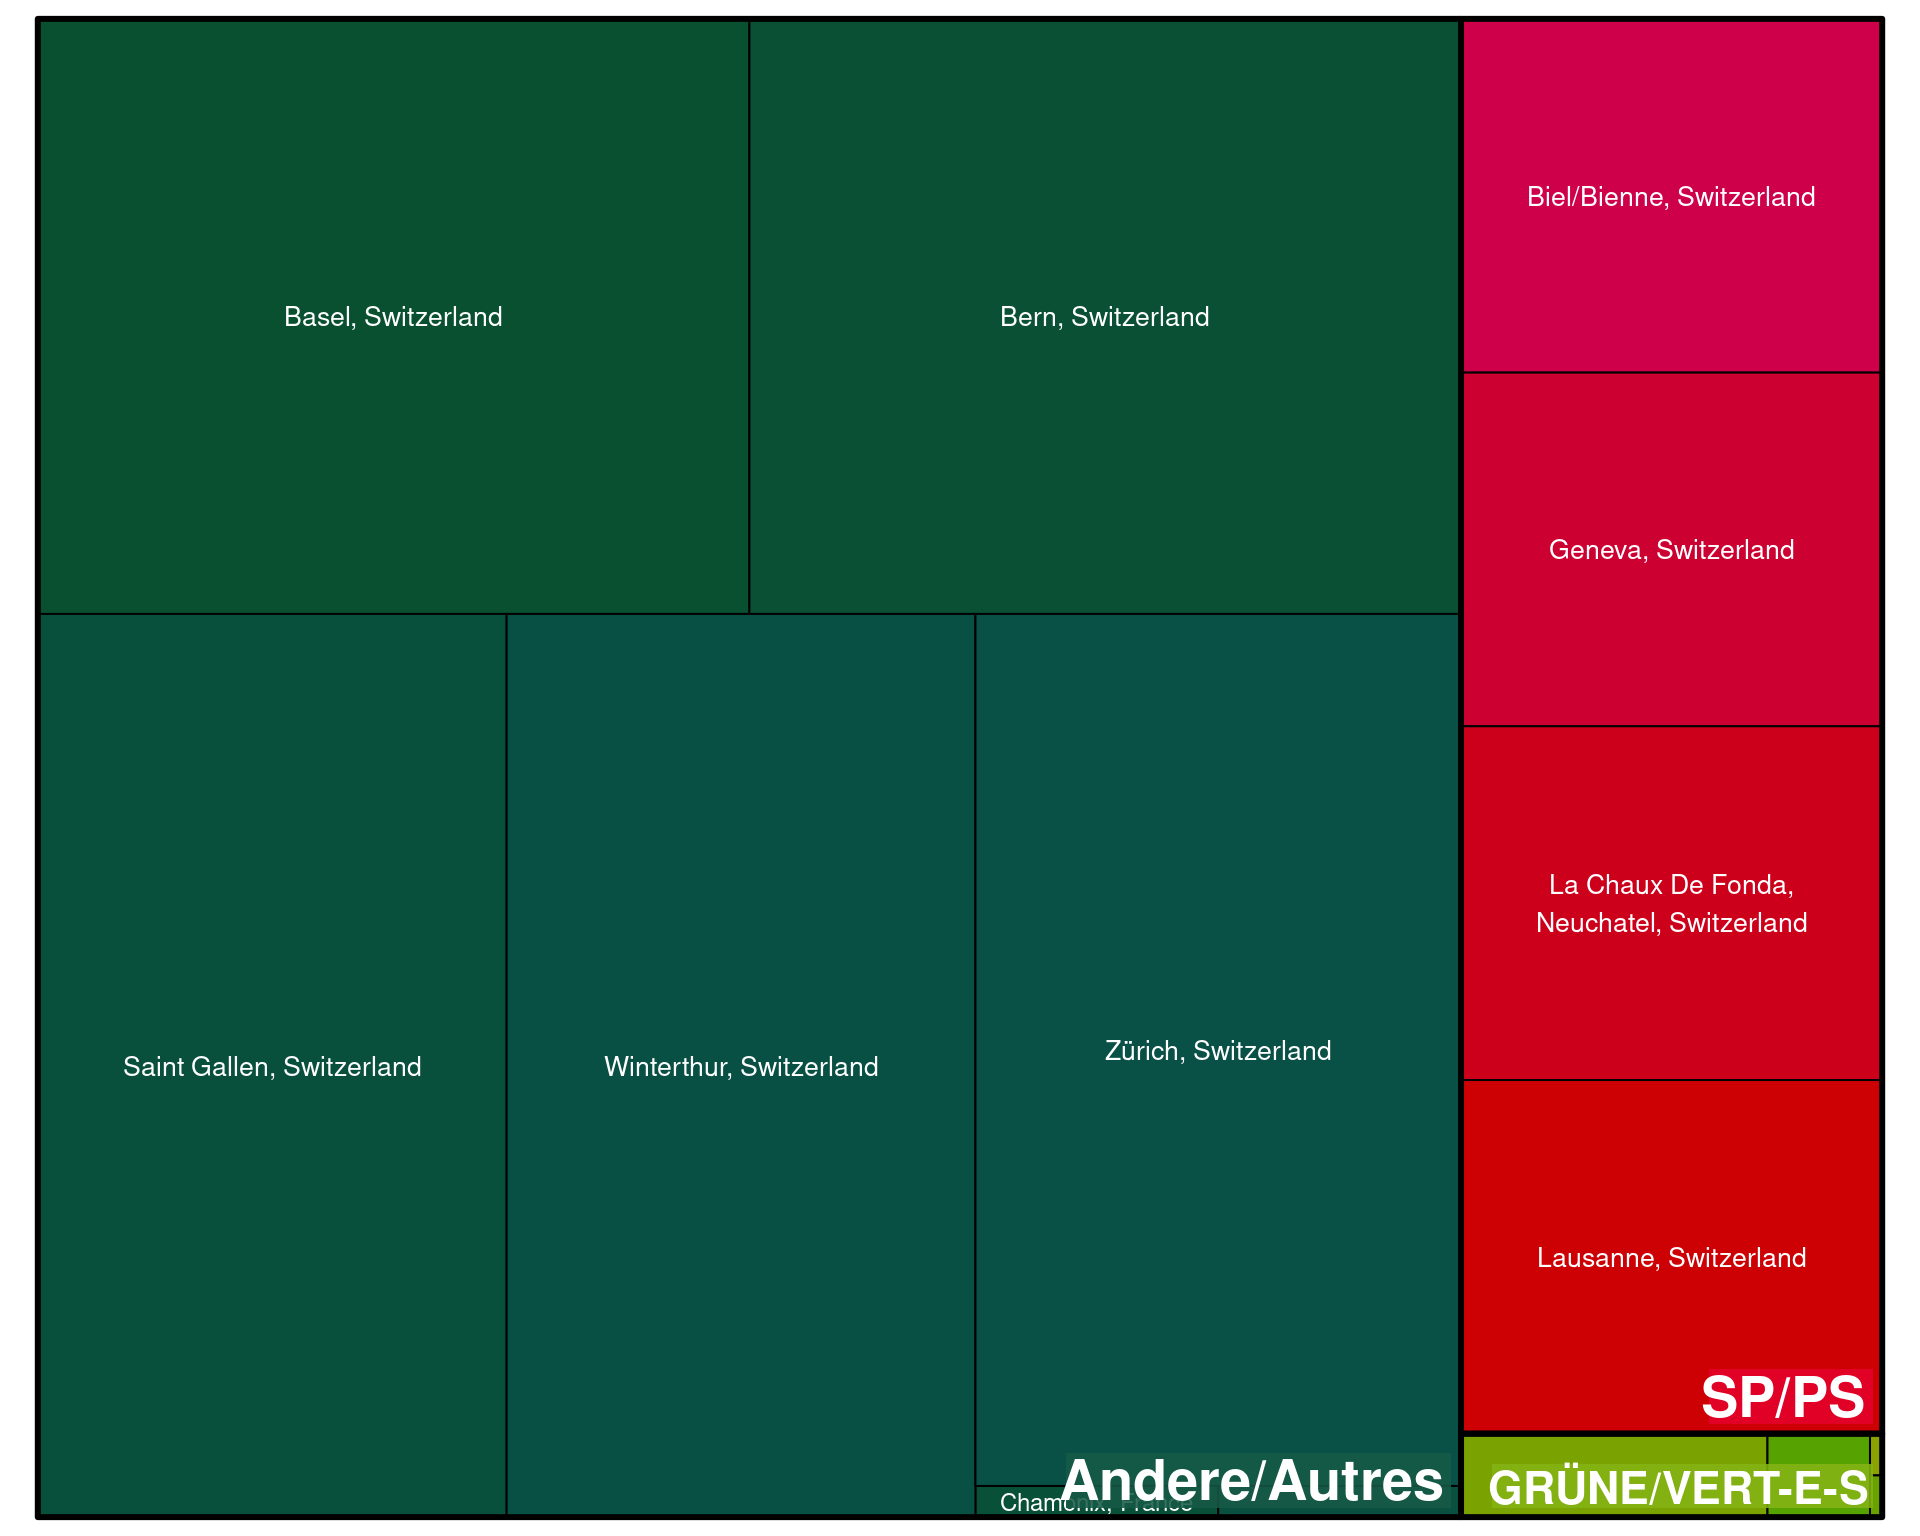 Basel, Switzerland
Bern, Switzerland
Biel/Bienne, Switzerland
Geneva, Switzerland
La Chaux De Fonda,
Neuchatel, Switzerland
Saint Gallen, Switzerland
Winterthur, Switzerland
Zürich, Switzerland
Lausanne, Switzerland
SP/PS
Andere/Autres
GRÜNE/VERT-E-S
Chamonix, France